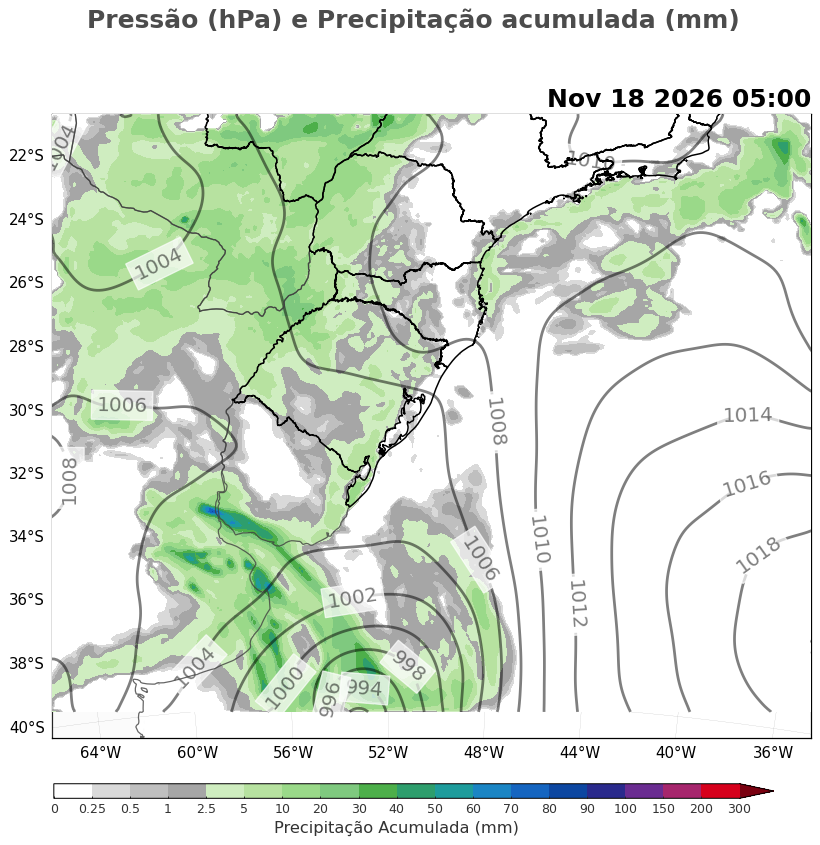 Pressão (hPa) e Precipitação acumulada (mm)
Nov 18 2026 05:00
1004
1010
22°S
24°S
1004
26°S
28°S
1006
1008
1014
30°S
1008
1016
32°S
34°S
1010
1006
1018
36°S
1002
1012
38°S
1004
998
1000
996
994
40°S
64°W 60°W 56°W 52°W 48°W 44°W 40°W 36°W
0 0.25 0.5 1 2.5 5 10 20 30 40 50 60 70 80 90 100 150 200 300
Precipitação Acumulada (mm)